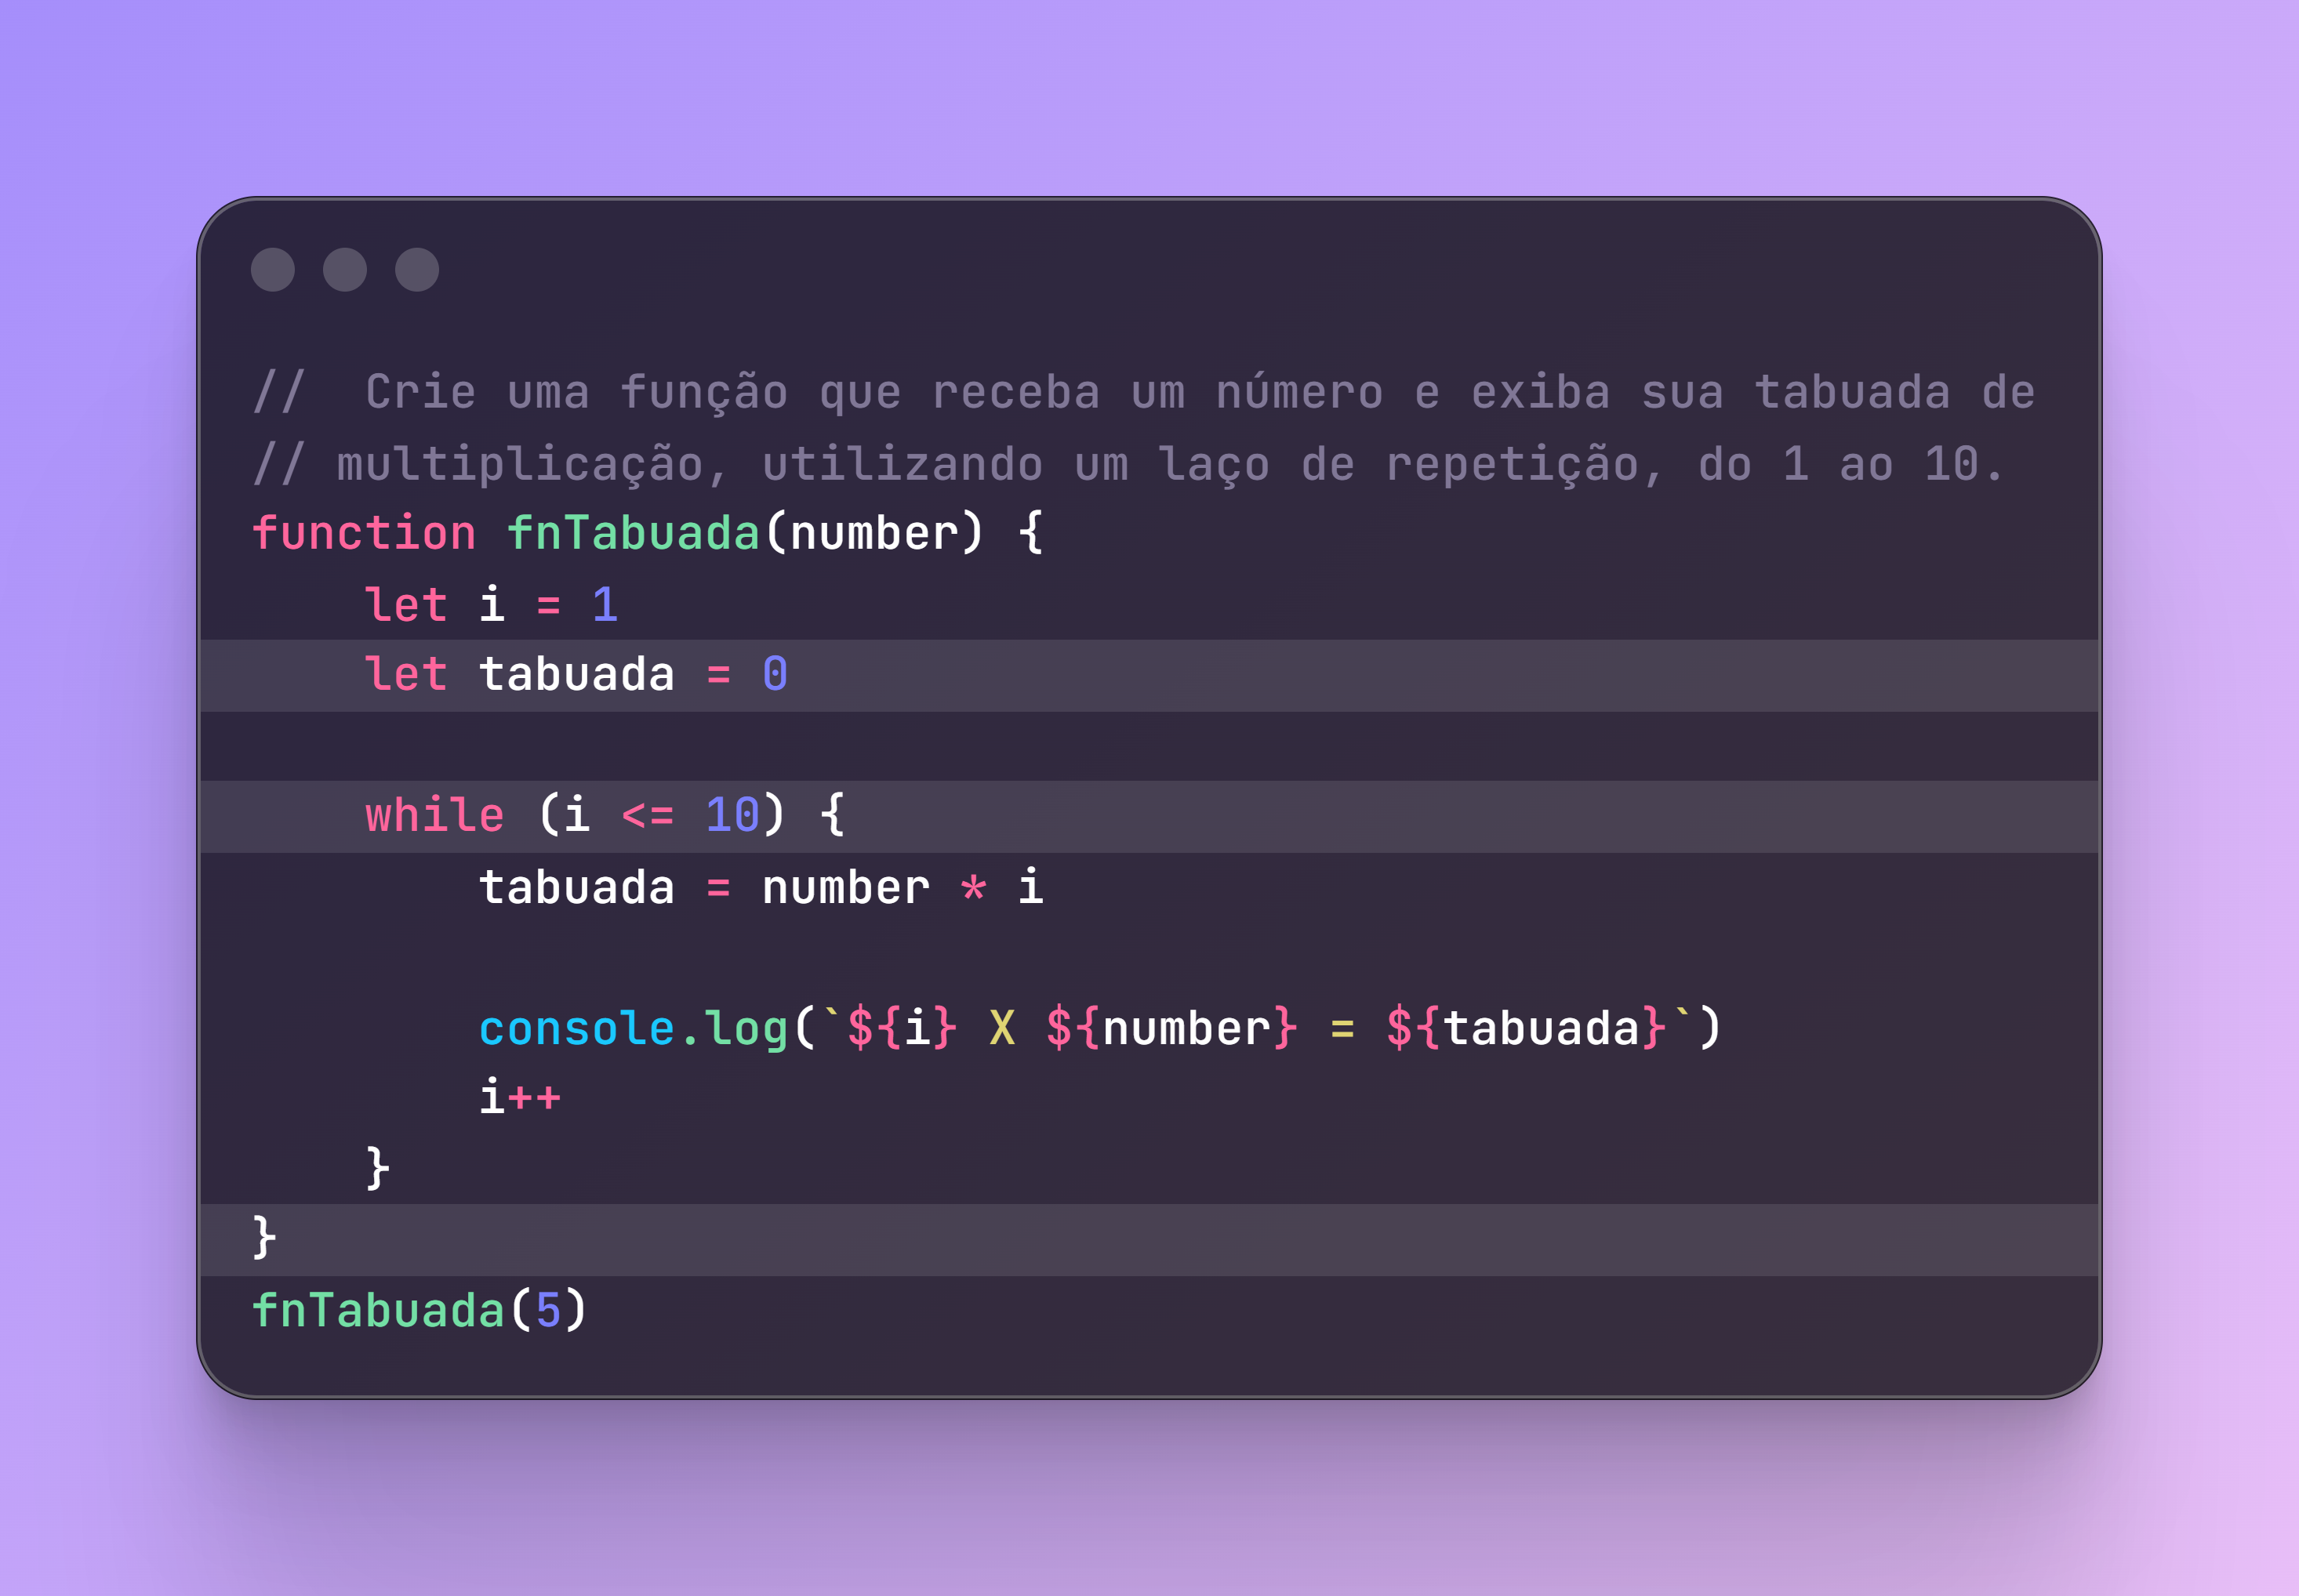 //  Crie uma função que receba um número e exiba sua tabuada de
// multiplicação, utilizando um laço de repetição, do 1 ao 10.
function fnTabuada(number) {
    let i = 1
    let tabuada = 0

    while (i <= 10) {
        tabuada = number * i

        console.log(`${i} X ${number} = ${tabuada}`)
        i++
    }
}
fnTabuada(5)